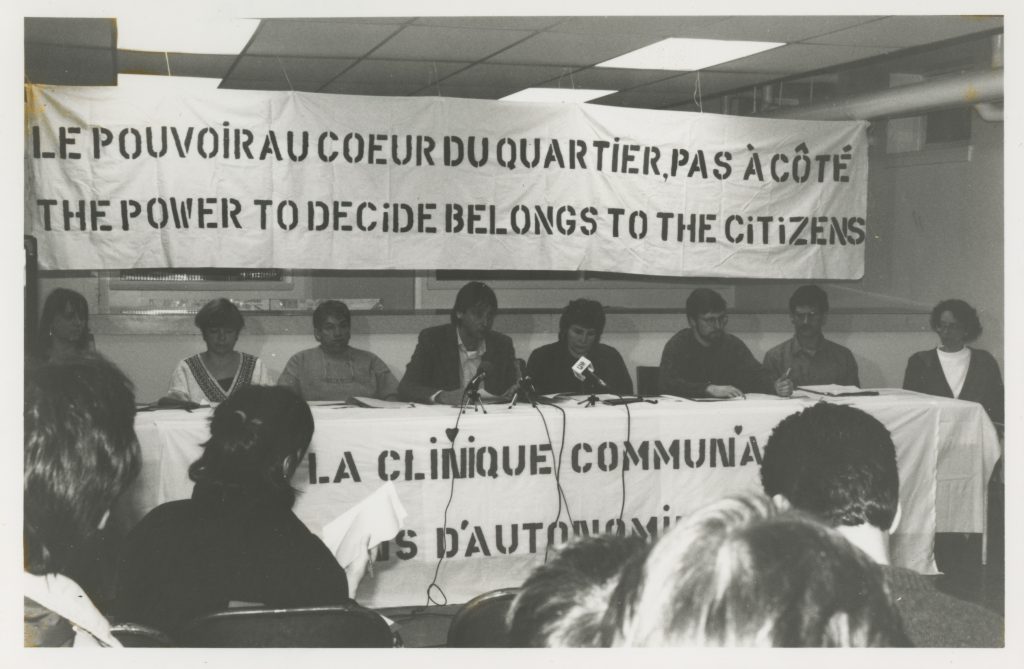 LE POUVOIR AU COEUR DU QUARTIER, PAS À CÔTÉ
THE POWER TO DECIDE BELONGS TO THE CITIZENS
LA CLINIQUE COMMUNA
NS D'AUTONOMI